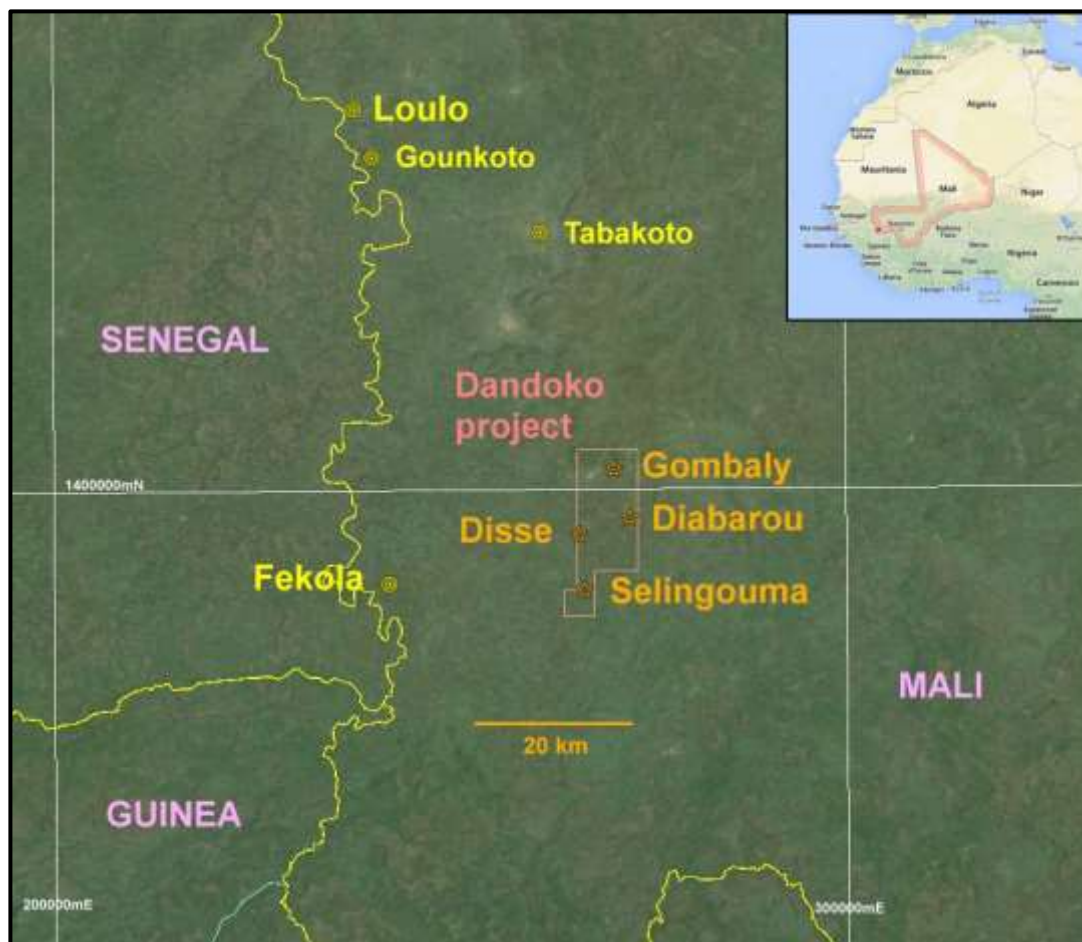 Loulo
Gounkoto
Tabakoto
SENEGAL
Dandoko
project
Gombaly
1400000mN
Disse
Diabarou
Fekola
Selingouma
MALI
20 km
GUINEA
200000mE
300000mE
Morocco
Algeria
Mauritania
Mali
Niger
Nigeria